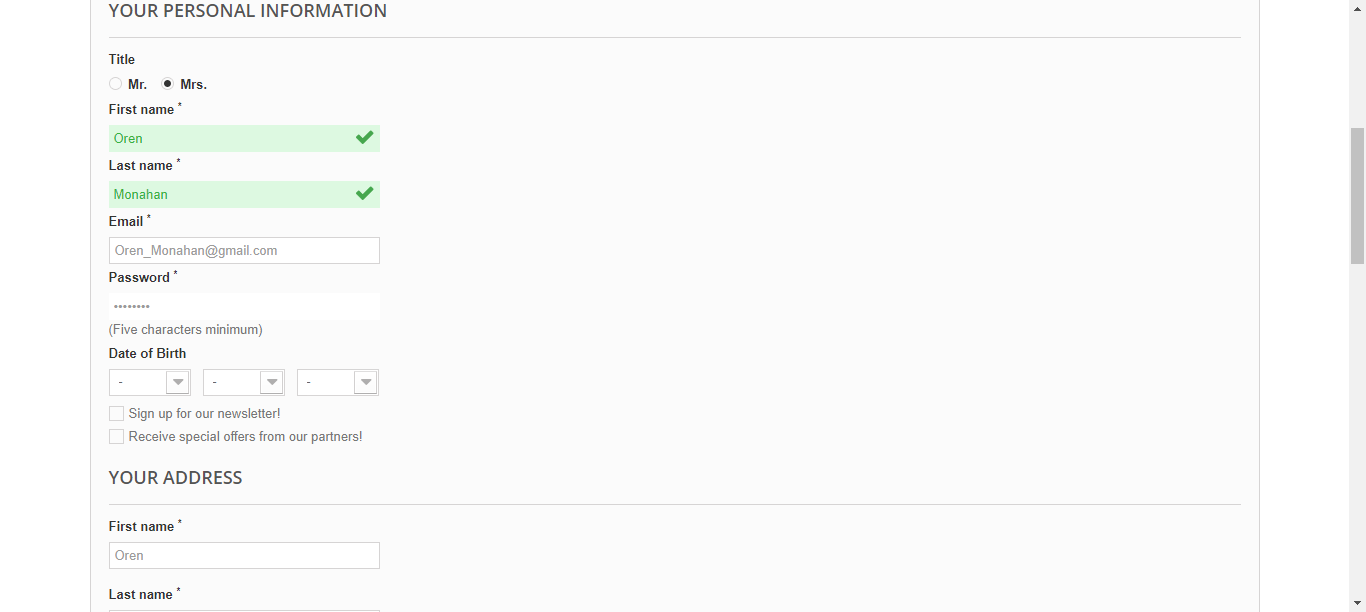 YOUR PERSONAL INFORMATION
Title
Mr. Mrs.
First name *
Oren
Last name *
Monahan
Email *
Oren_Monahan@gmail.com
Password *
••••••••
(Five characters minimum)
Date of Birth
- - -
Sign up for our newsletter!
Receive special offers from our partners!
YOUR ADDRESS
First name *
Oren
Last name *